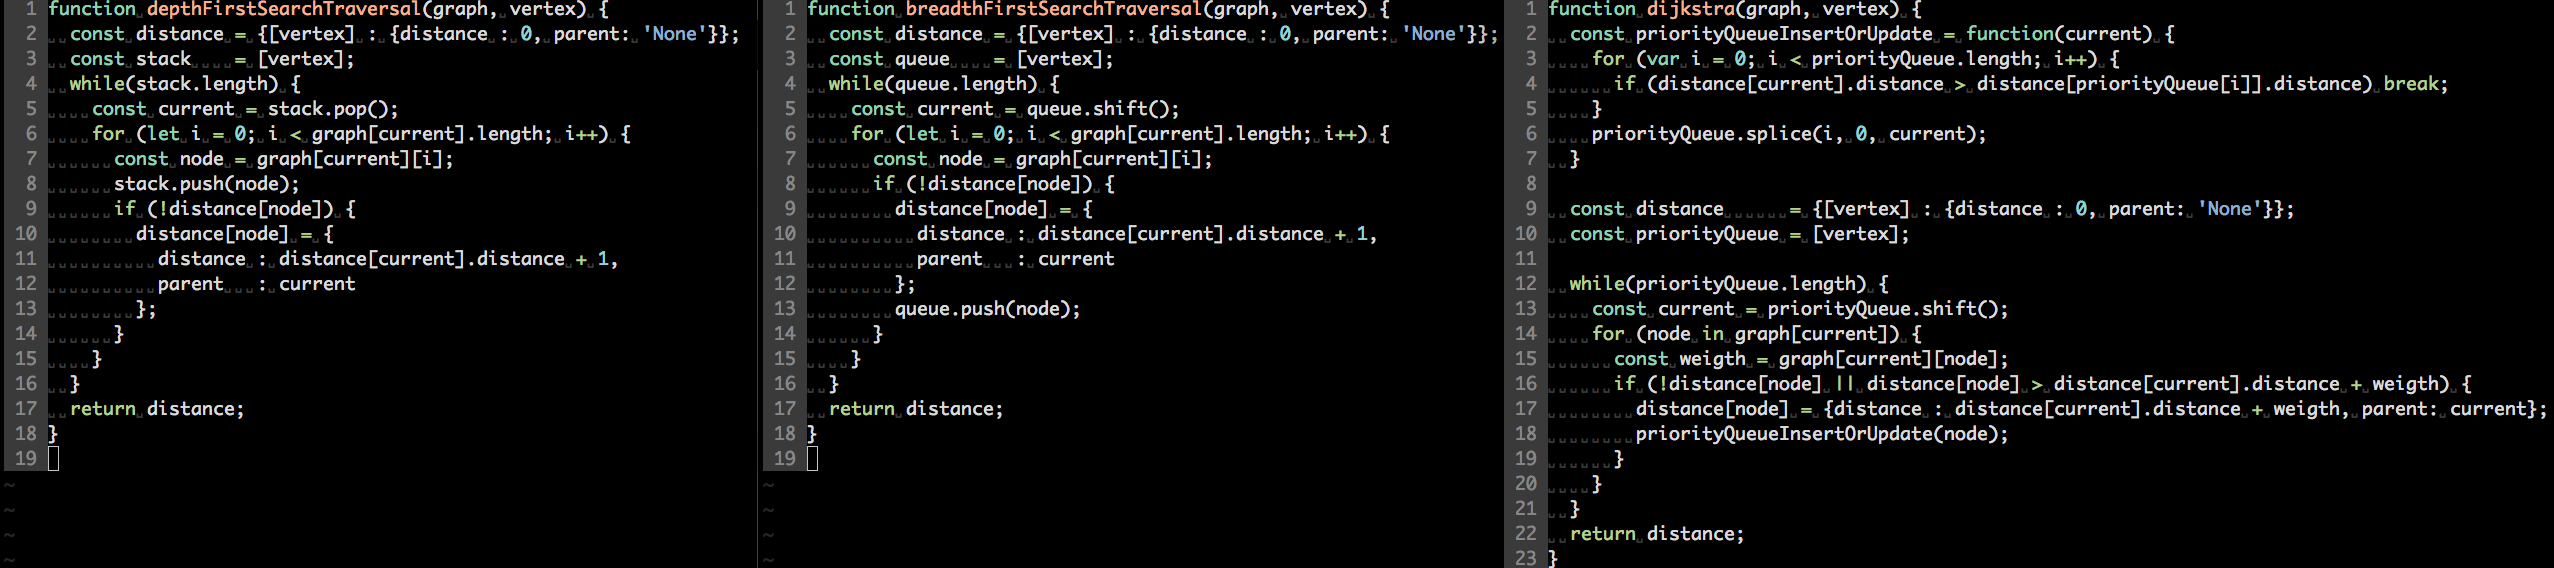 1 function depthFirstSearchTraversal(graph, vertex) {
2   const distance = {[vertex] : {distance : 0, parent: 'None'}};
3   const stack    = [vertex];
4   while(stack.length) {
5     const current = stack.pop();
6     for (let i = 0; i < graph[current].length; i++) {
7       const node = graph[current][i];
8       stack.push(node);
9       if (!distance[node]) {
10         distance[node] = {
11           distance : distance[current].distance + 1,
12           parent   : current
13         };
14       }
15     }
16   }
17   return distance;
18 }
19
~
~
~
~
1 function breadthFirstSearchTraversal(graph, vertex) {
2   const distance = {[vertex] : {distance : 0, parent: 'None'}};
3   const queue    = [vertex];
4   while(queue.length) {
5     const current = queue.shift();
6     for (let i = 0; i < graph[current].length; i++) {
7       const node = graph[current][i];
8       if (!distance[node]) {
9         distance[node] = {
10           distance : distance[current].distance + 1,
11           parent   : current
12         };
13         queue.push(node);
14       }
15     }
16   }
17   return distance;
18 }
19
~
~
~
~
1 function dijkstra(graph, vertex) {
2   const priorityQueueInsertOrUpdate = function(current) {
3     for (var i = 0; i < priorityQueue.length; i++) {
4       if (distance[current].distance > distance[priorityQueue[i]].distance) break;
5     }
6     priorityQueue.splice(i, 0, current);
7   }
8
9   const distance      = {[vertex] : {distance : 0, parent: 'None'}};
10   const priorityQueue = [vertex];
11
12   while(priorityQueue.length) {
13     const current = priorityQueue.shift();
14     for (node in graph[current]) {
15       const weigth = graph[current][node];
16       if (!distance[node] || distance[node] > distance[current].distance + weigth) {
17         distance[node] = {distance : distance[current].distance + weigth, parent: current};
18         priorityQueueInsertOrUpdate(node);
19       }
20     }
21   }
22   return distance;
23 }